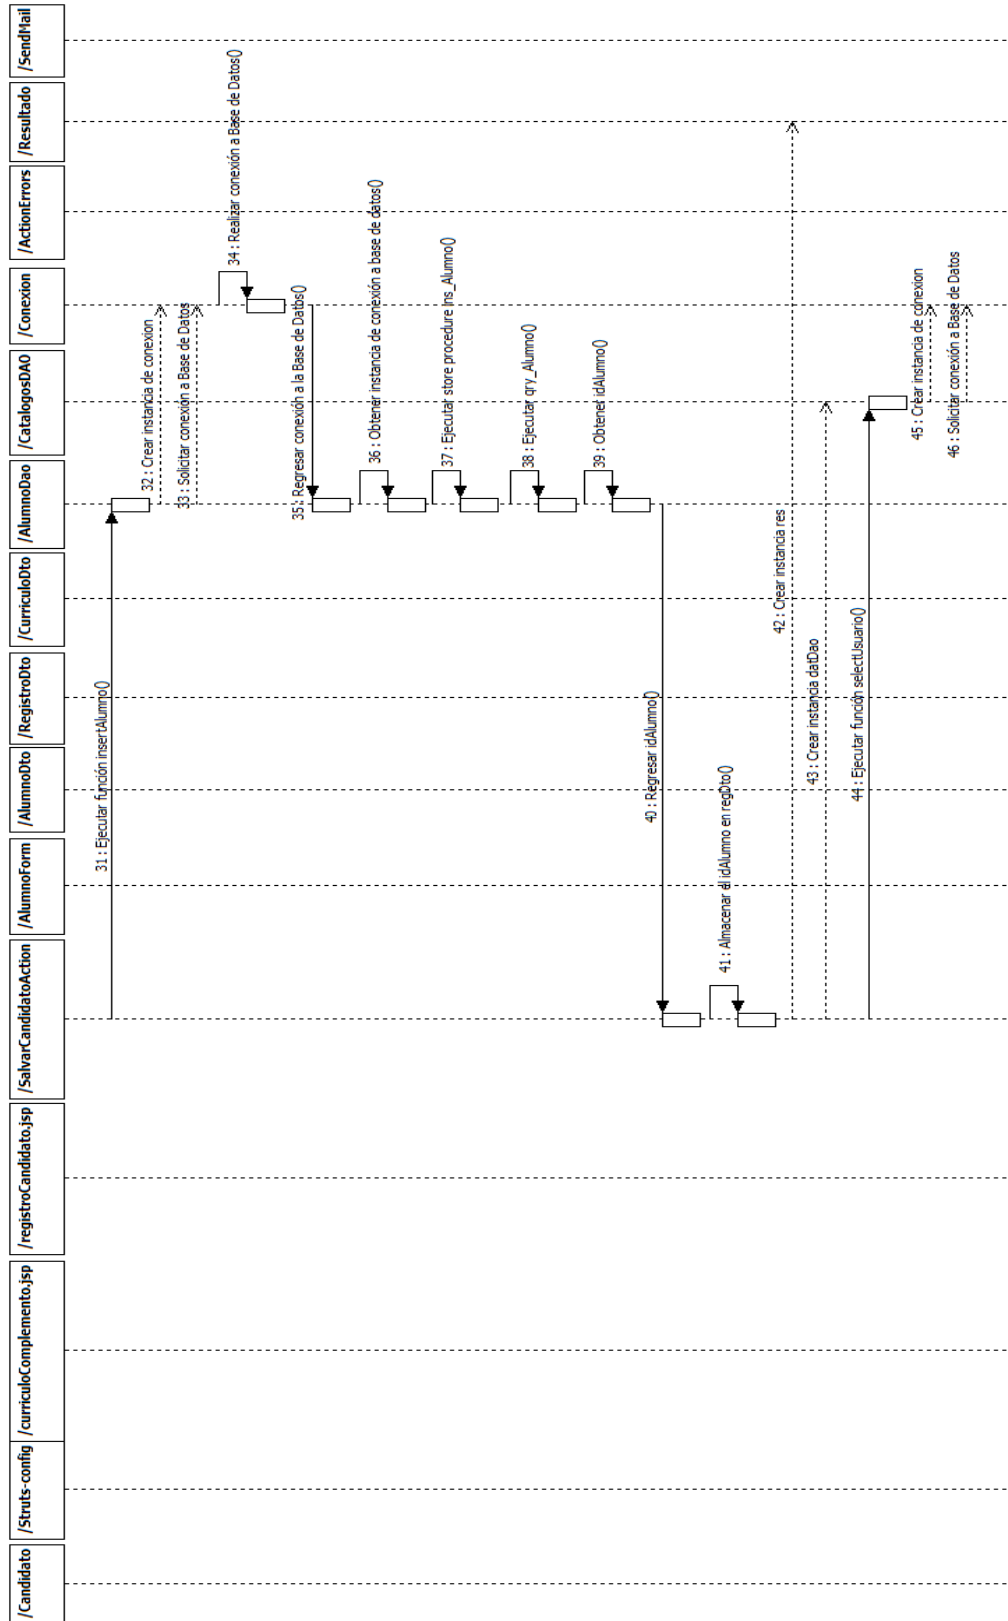 /Candidato
/Struts-config
/curriculoComplemento.jsp
/registroCandidato.jsp
/SalvarCandidatoAction
/AlumnoForm
/AlumnoDto
/RegistroDto
/CurriculoDto
/AlumnoDao
/CatalogosDAO
/Conexion
/ActionErrors
/Resultado
/SendMail
31 : Ejecutar función insertAlumno()
32 : Crear instancia de conexion
33 : Solicitar conexión a Base de Datos
34 : Realizar conexión a Base de Datos()
35 : Regresar conexión a la Base de Datos()
36 : Obtener instancia de conexión a base de datos()
37 : Ejecutar store procedure ins_Alumno()
38 : Ejecutar qry_Alumno()
39 : Obtener idAlumno()
40 : Regresar idAlumno()
41 : Almacenar el idAlumno en regDto()
42 : Crear instancia res
43 : Crear instancia datDao
44 : Ejecutar función selectUsuario()
45 : Crear instancia de conexion
46 : Solicitar conexión a Base de Datos